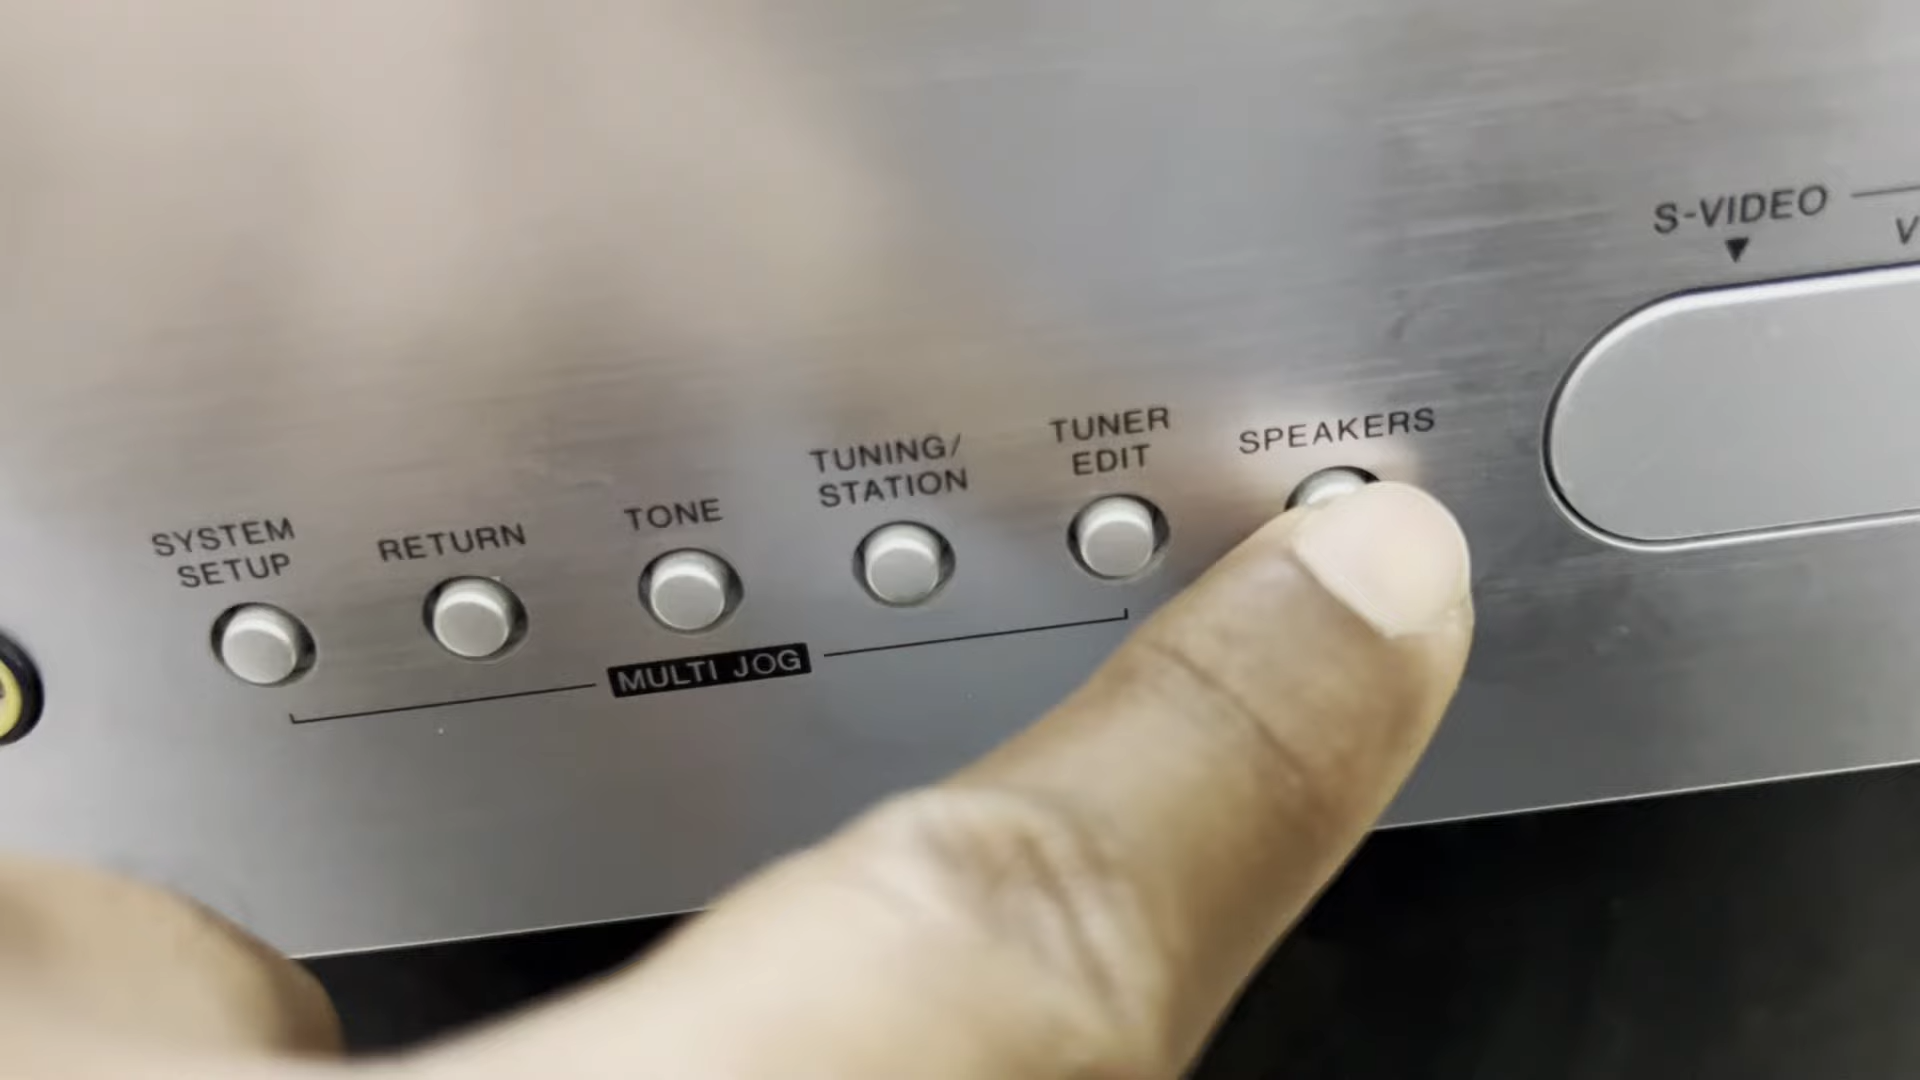 S-VIDEO
V
SPEAKERS
TUNER
EDIT
TUNING/
STATION
TONE
RETURN
SYSTEM
SETUP
MULTI JOG